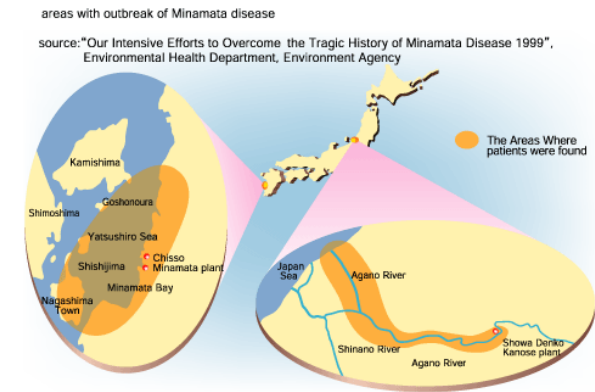 areas with outbreak of Minamata disease
source:“Our Intensive Efforts to Overcome the Tragic History of Minamata Disease 1999”,
Environmental Health Department, Environment Agency
The Areas Where
patients were found
Kamishima
Goshonoura
Shimoshima
Yatsushiro Sea
Chisso
Minamata plant
Shishijima
Minamata Bay
Nagashima
Town
Japan
Sea
Agano River
Shinano River
Agano River
Showa Denko
Kanose plant